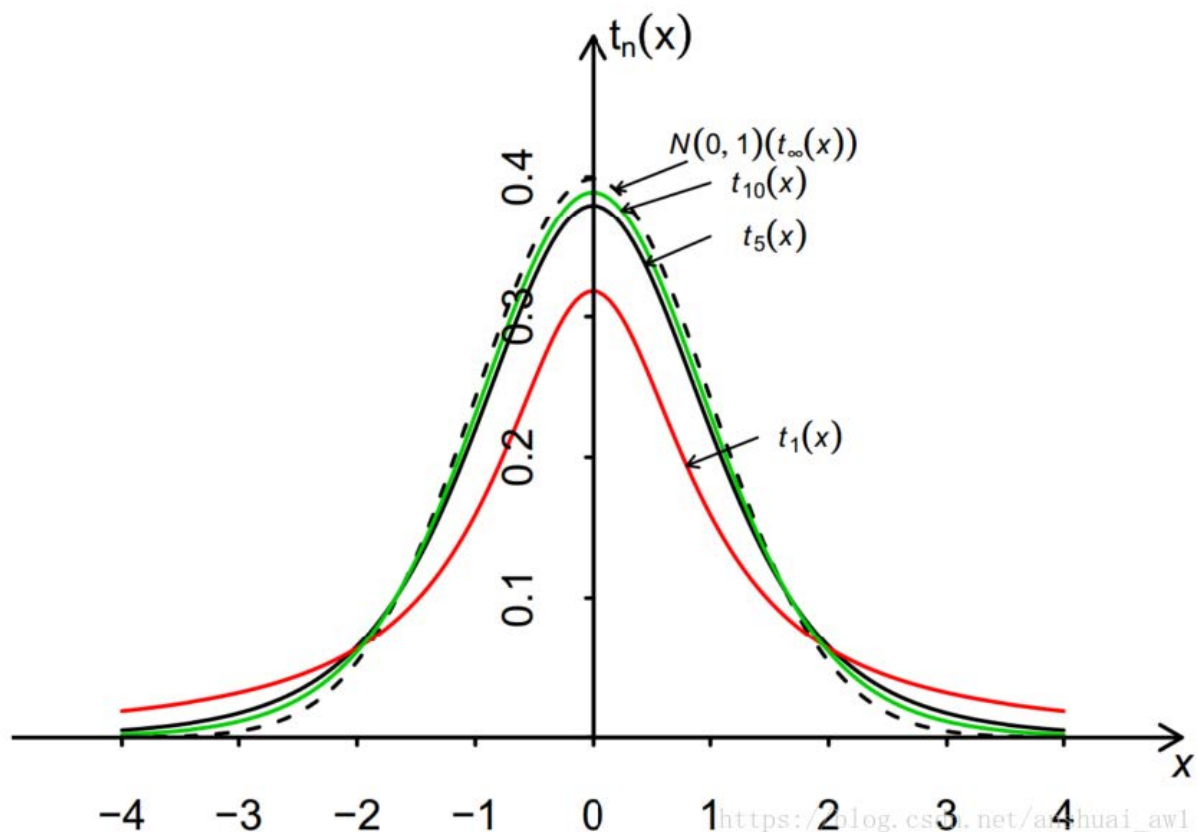 tₙ(x)
N(0, 1)(t∞(x))
t₁₀(x)
t₅(x)
t₁(x)
0.4
0.3
0.2
0.1
x
−4 −3 −2 −1 0 1 2 3 4